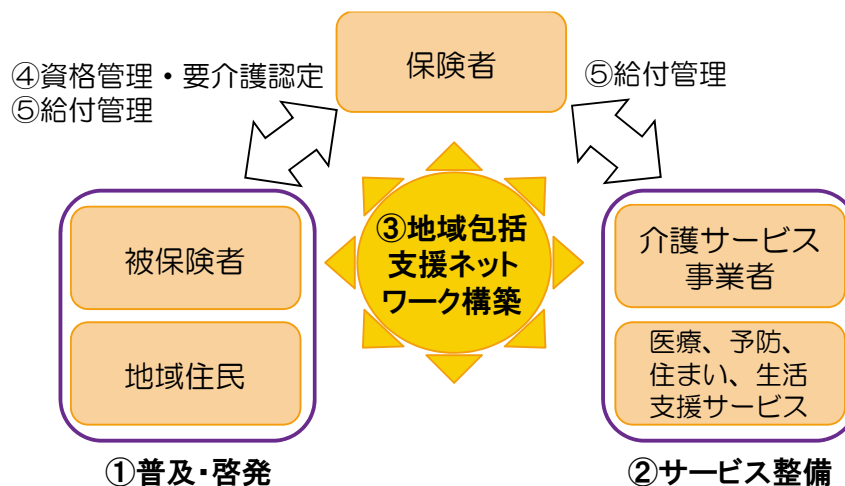 保険者
④資格管理・要介護認定
⑤給付管理
⑤給付管理
③地域包括
支援ネット
ワーク構築
被保険者
地域住民
介護サービス
事業者
医療、予防、
住まい、生活
支援サービス
①普及・啓発
②サービス整備